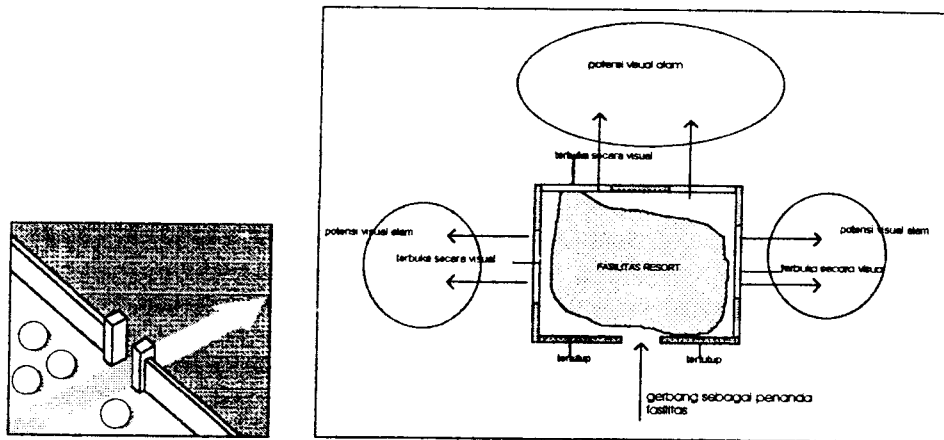 potensi visual alam
terbuka secara visual
potensi visual alam
terbuka secara visual
FASILITAS RESORT
potensi visual alam
terbuka secara visual
tertutup
tertutup
gerbang sebagai penanda
fasilitas